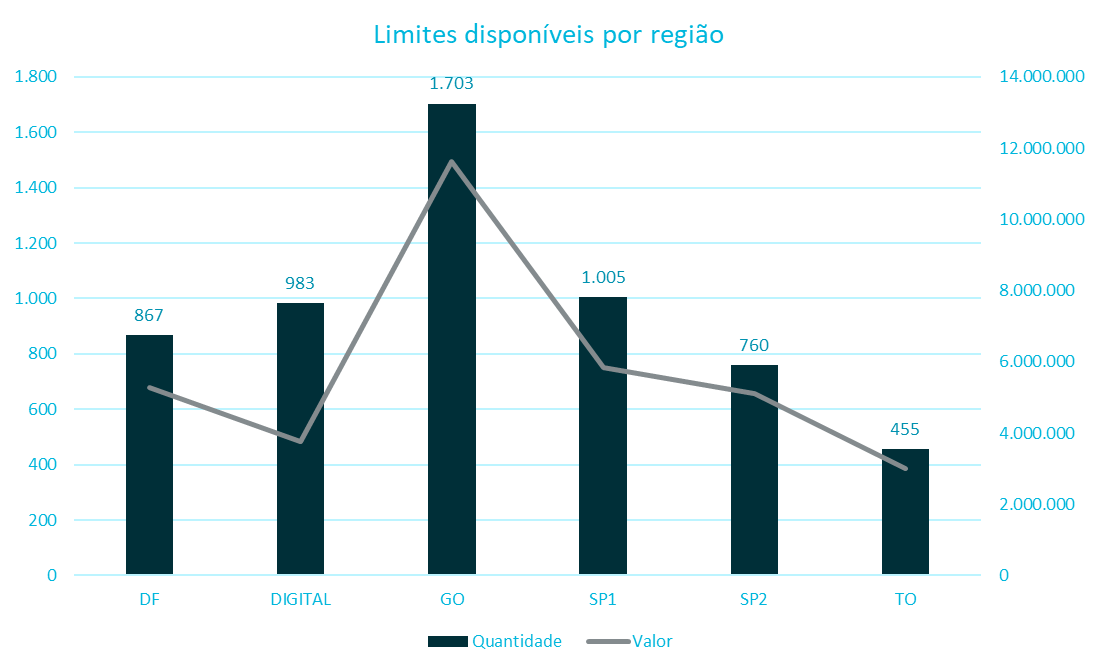 Limites disponíveis por região
1.800 14.000.000
1.703
1.600 12.000.000
1.400
10.000.000
1.200
983 1.005 8.000.000
1.000
867
800 760 6.000.000
600
455 4.000.000
400
2.000.000
200
0 0
DF DIGITAL GO SP1 SP2 TO
Quantidade Valor